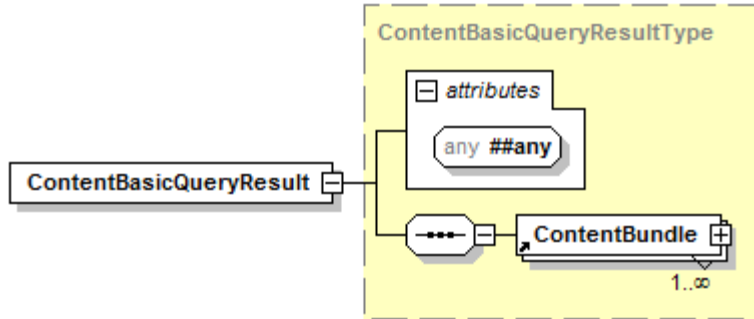 ContentBasicQueryResultType
attributes
any ##any
ContentBasicQueryResult
ContentBundle
1..∞